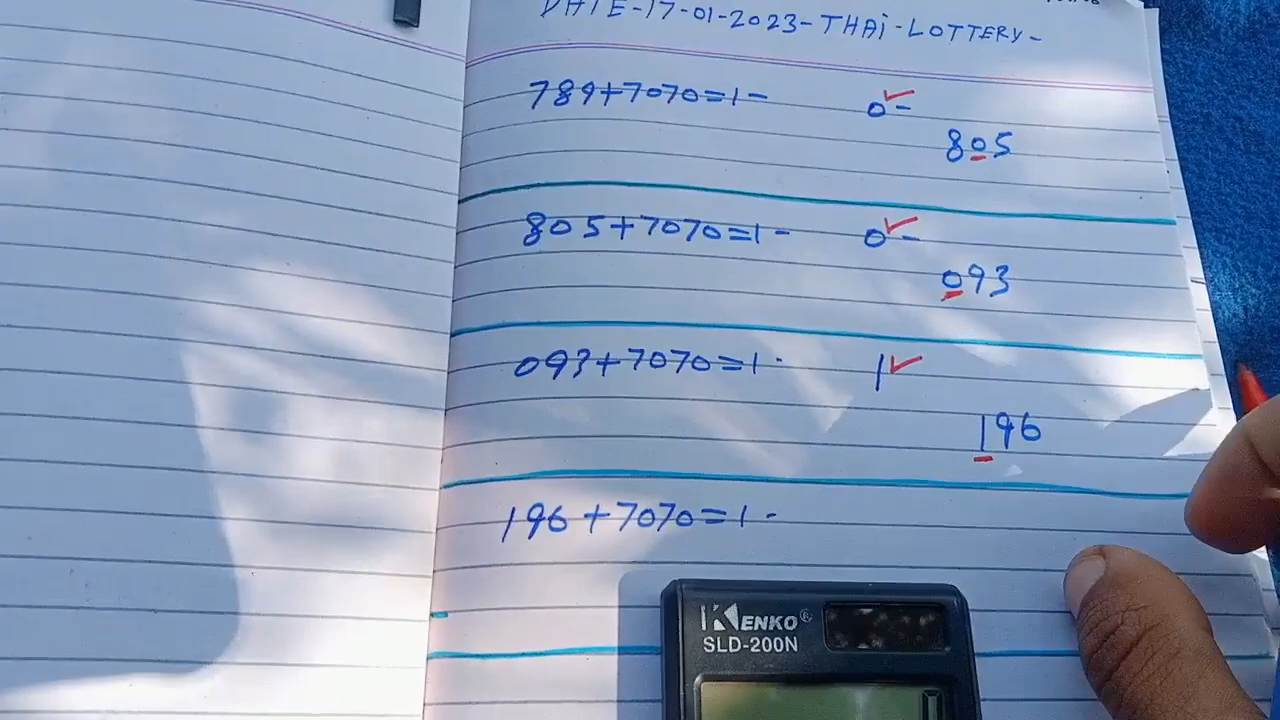 DATE-17-01-2023-THAi-LOTTERY-
789+7070=1- 0-
805
805+7070=1- 0-
093
093+7070=1- 1
196
196+7070=1-
KENKO®
SLD-200N